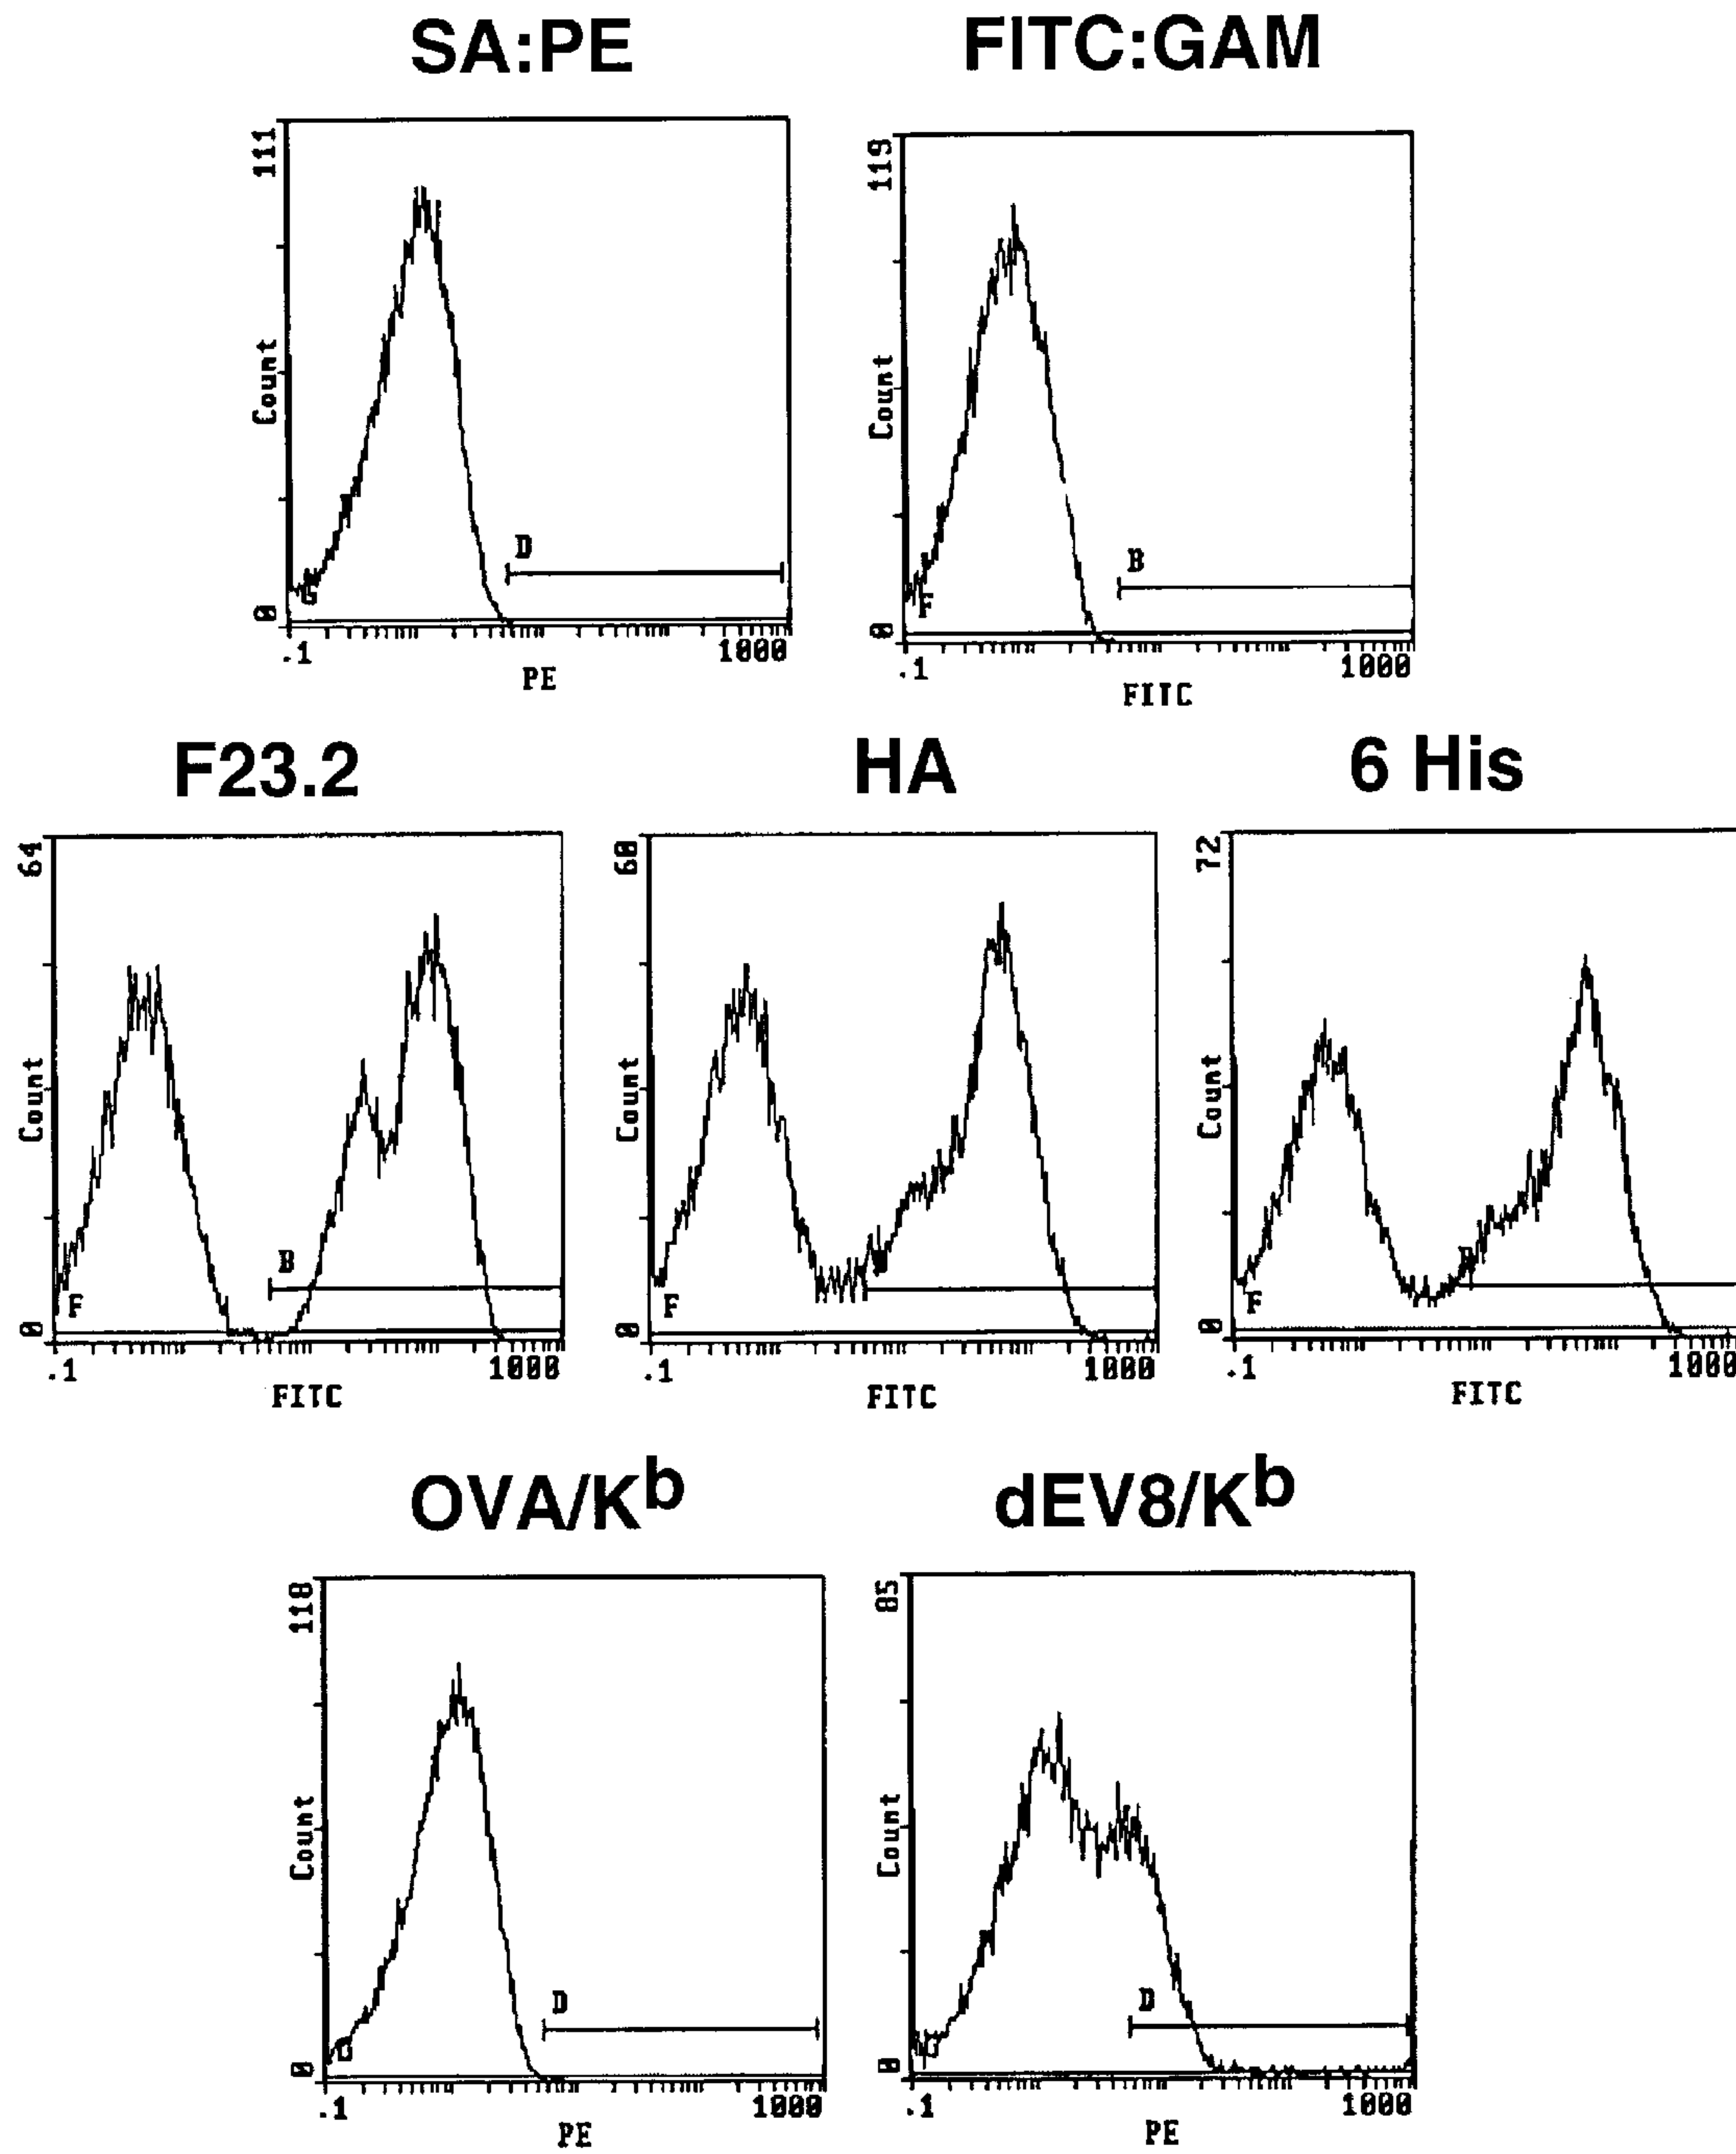 SA:PE
FITC:GAM
111
Count
0
G
D
.1
1000
PE
119
Count
0
F
B
.1
1000
FITC
F23.2
HA
6 His
64
Count
0
F
B
.1
1000
FITC
60
Count
0
F
.1
1000
FITC
72
Count
0
F
B
.1
1000
FITC
OVA/Kb
dEV8/Kb
118
Count
0
G
D
.1
1000
PE
85
Count
0
G
D
.1
1000
PE